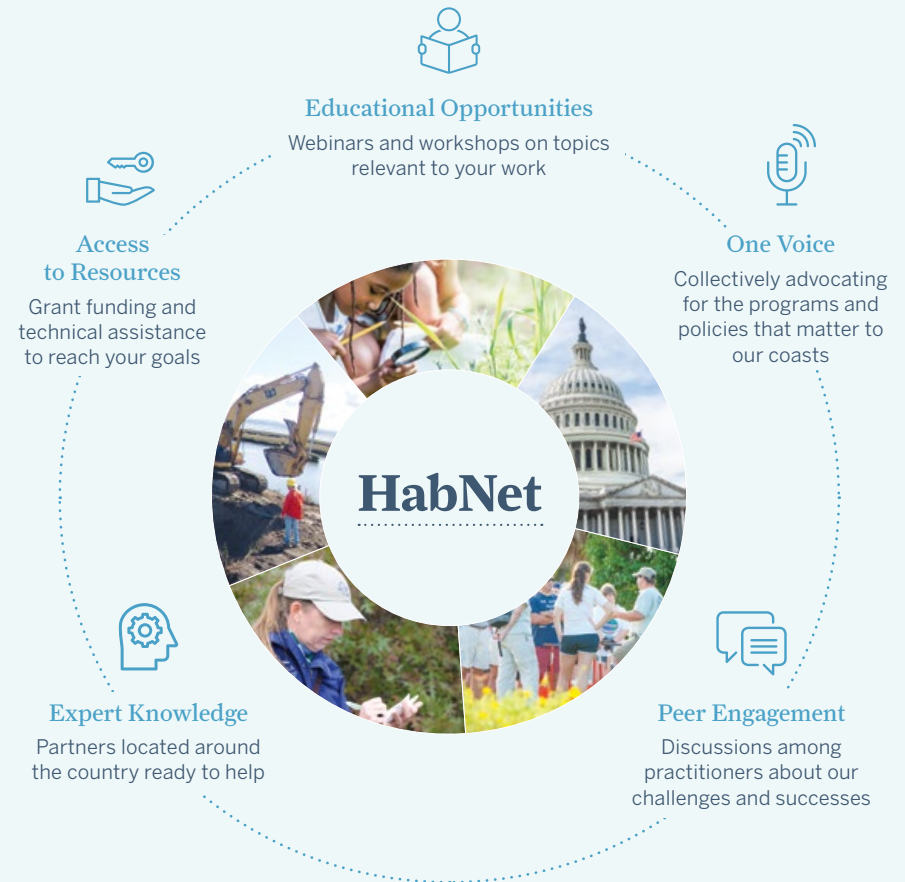 Educational Opportunities
Webinars and workshops on topics
relevant to your work
One Voice
Collectively advocating
for the programs and
policies that matter to
our coasts
Peer Engagement
Discussions among
practitioners about our
challenges and successes
Expert Knowledge
Partners located around
the country ready to help
Access
to Resources
Grant funding and
technical assistance
to reach your goals
HabNet